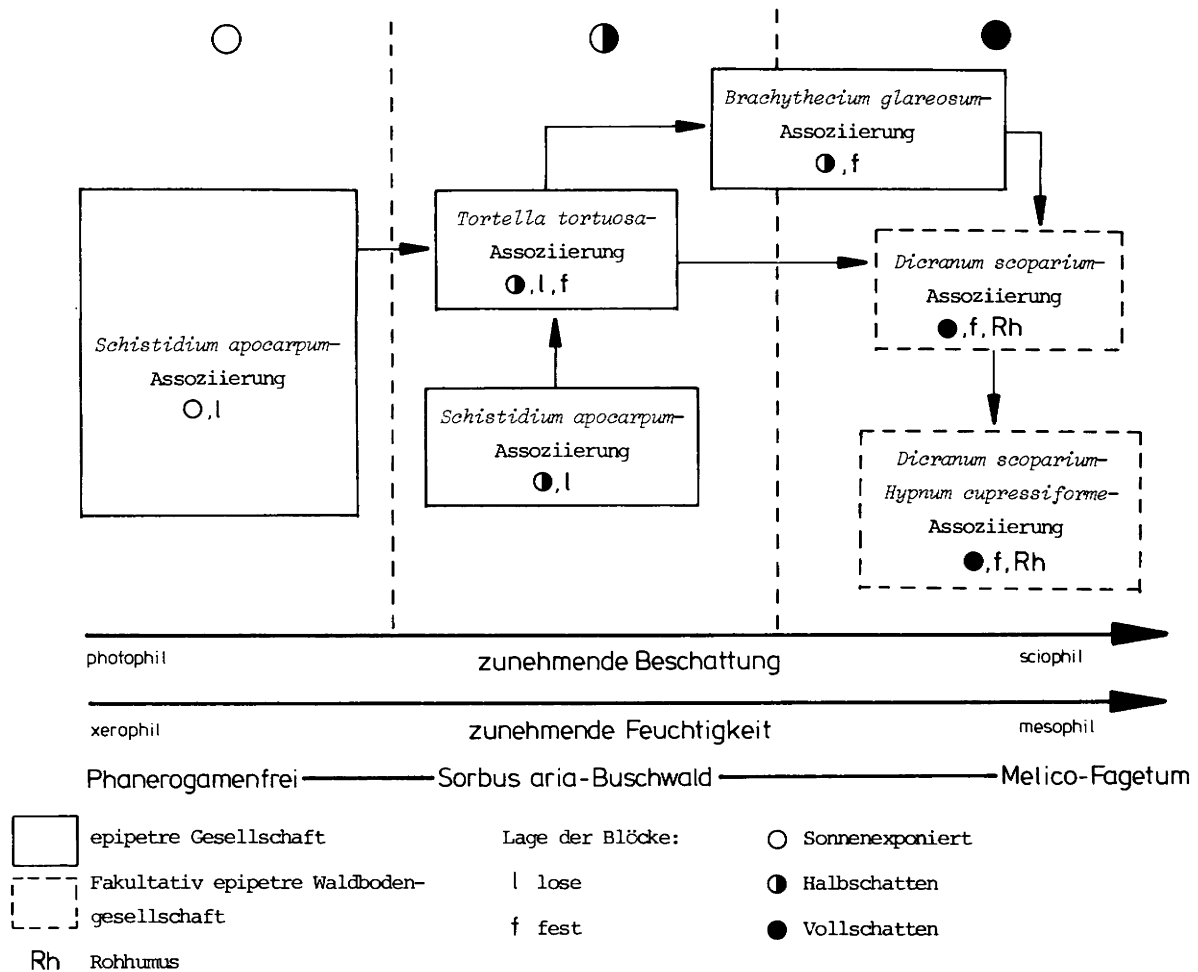 Brachythecium glareosum-
Assoziierung
◑, f
Tortella tortuosa-
Assoziierung
◑, l, f
Dicranum scoparium-
Assoziierung
●, f, Rh
Schistidium apocarpum-
Assoziierung
○, l
Schistidium apocarpum-
Assoziierung
◑, l
Dicranum scoparium-
Hypnum cupressiforme-
Assoziierung
●, f, Rh
photophil zunehmende Beschattung sciophil
xerophil zunehmende Feuchtigkeit mesophil
Phanerogamenfrei Sorbus aria-Buschwald Melico-Fagetum
epipetre Gesellschaft
Fakultativ epipetre Waldboden-
gesellschaft
Rh Rohhumus
Lage der Blöcke:
l lose
f fest
○ Sonnenexponiert
◑ Halbschatten
● Vollschatten